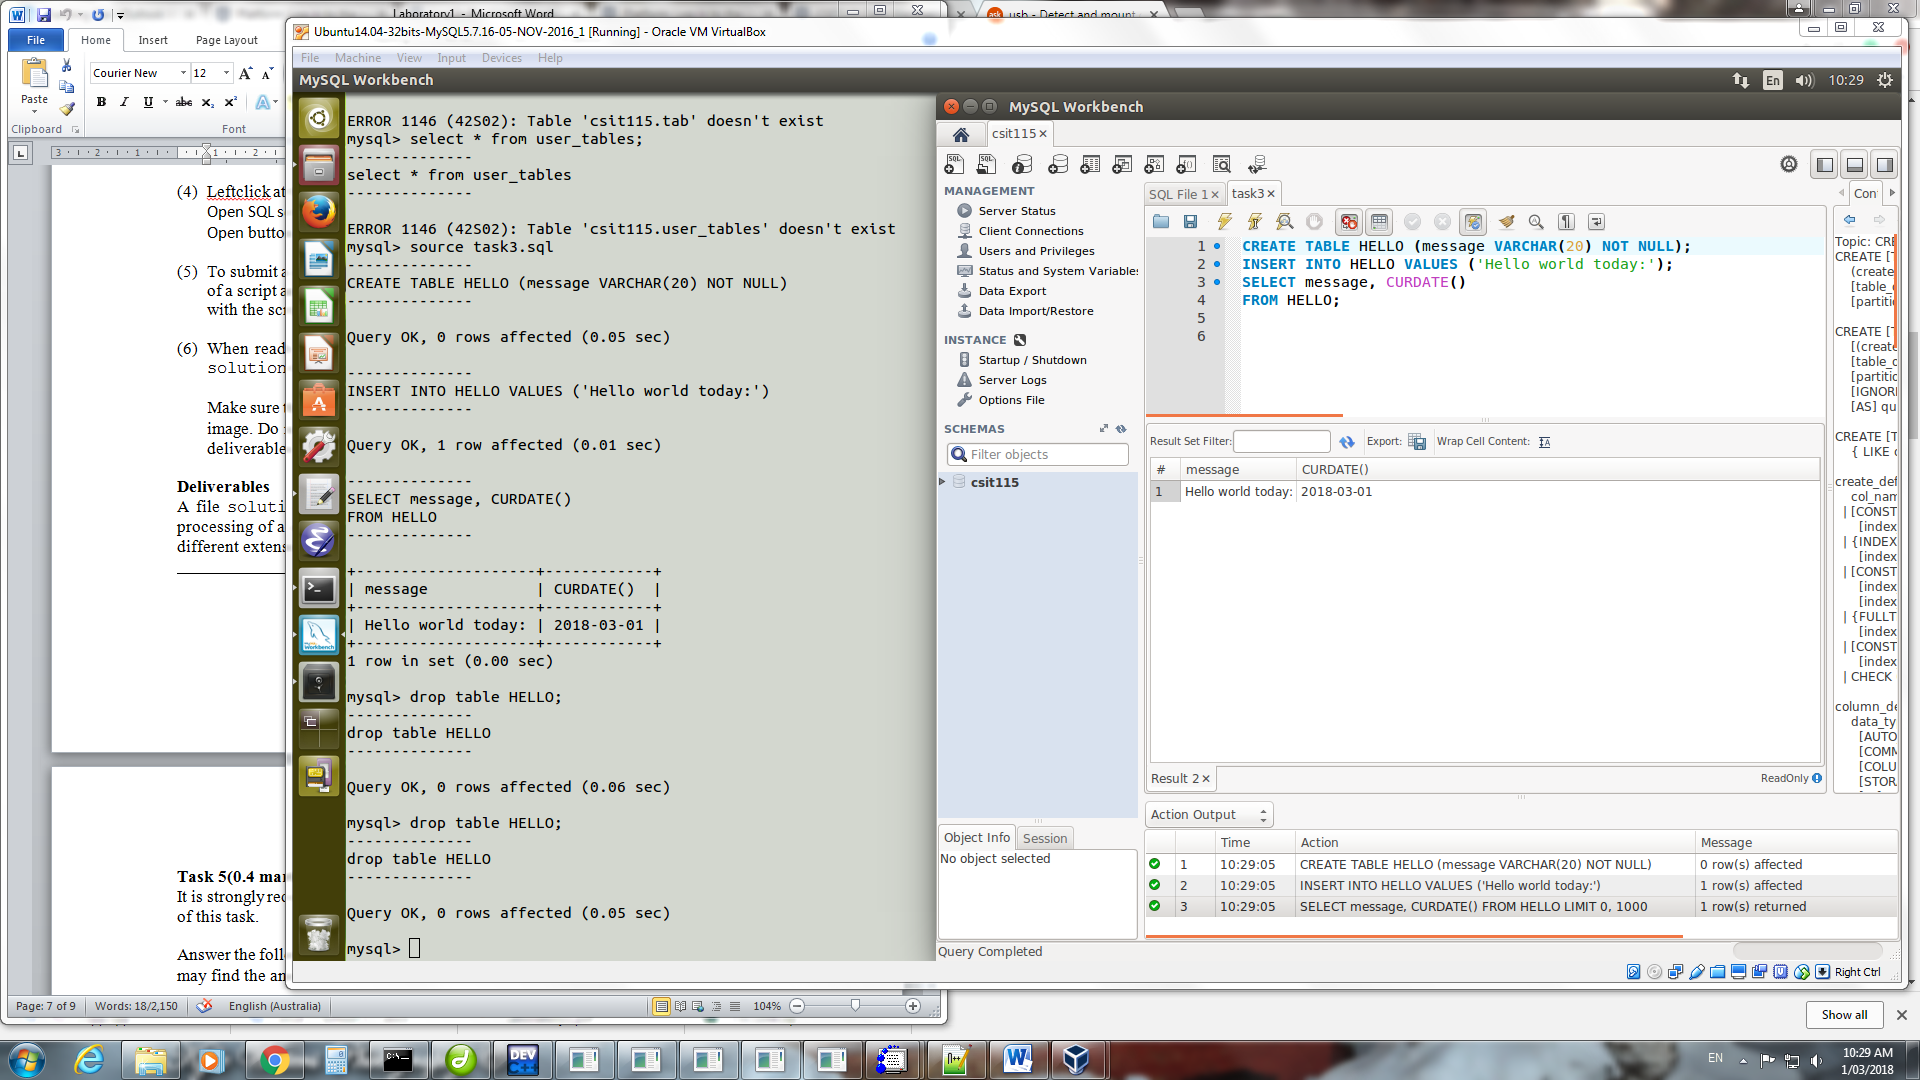 Laboratory1 - Microsoft Word
usb - Detect and mount
File
Home
Insert
Page Layout
Courier New
12
Paste
Clipboard
Font
(4) Leftclick at
Open SQL s
Open butto
(5) To submit a
of a script a
with the scr
(6) When read
solution
Make sure t
image. Do n
deliverable
Deliverables
A file soluti
processing of a
different extens
Task 5(0.4 mar
It is strongly rec
of this task.
Answer the foll
may find the an
Page: 7 of 9
Words: 18/2,150
English (Australia)
104%
Ubuntu14.04-32bits-MySQL5.7.16-05-NOV-2016_1 [Running] - Oracle VM VirtualBox
File Machine View Input Devices Help
MySQL Workbench
En
10:29
ERROR 1146 (42S02): Table 'csit115.tab' doesn't exist
mysql> select * from user_tables;
--------------
select * from user_tables
--------------
ERROR 1146 (42S02): Table 'csit115.user_tables' doesn't exist
mysql> source task3.sql
--------------
CREATE TABLE HELLO (message VARCHAR(20) NOT NULL)
--------------
Query OK, 0 rows affected (0.05 sec)
--------------
INSERT INTO HELLO VALUES ('Hello world today:')
--------------
Query OK, 1 row affected (0.01 sec)
--------------
SELECT message, CURDATE()
FROM HELLO
--------------
+--------------------+------------+
| message            | CURDATE()  |
+--------------------+------------+
| Hello world today: | 2018-03-01 |
+--------------------+------------+
1 row in set (0.00 sec)
mysql> drop table HELLO;
--------------
drop table HELLO
--------------
Query OK, 0 rows affected (0.06 sec)
mysql> drop table HELLO;
--------------
drop table HELLO
--------------
Query OK, 0 rows affected (0.05 sec)
mysql>
MySQL Workbench
csit115
MANAGEMENT
Server Status
Client Connections
Users and Privileges
Status and System Variables
Data Export
Data Import/Restore
INSTANCE
Startup / Shutdown
Server Logs
Options File
SCHEMAS
Filter objects
csit115
Object Info
Session
No object selected
Query Completed
SQL File 1
task3
1 CREATE TABLE HELLO (message VARCHAR(20) NOT NULL);
2 INSERT INTO HELLO VALUES ('Hello world today:');
3 SELECT message, CURDATE()
4 FROM HELLO;
5
6
Result Set Filter:
Export:
Wrap Cell Content:
# message CURDATE()
1 Hello world today: 2018-03-01
Result 2
ReadOnly
Action Output
Time Action Message
1 10:29:05 CREATE TABLE HELLO (message VARCHAR(20) NOT NULL) 0 row(s) affected
2 10:29:05 INSERT INTO HELLO VALUES ('Hello world today:') 1 row(s) affected
3 10:29:05 SELECT message, CURDATE() FROM HELLO LIMIT 0, 1000 1 row(s) returned
Con
Topic: CRE
CREATE [T
(create
[table_o
[partitio
CREATE [T
[(create
[table_o
[partitio
[IGNOR
[AS] qu
CREATE [T
{ LIKE o
create_def
col_nam
| [CONST
[index
| {INDEX
[index
| [CONST
[index
[index
| {FULLT
[index
| [CONST
[index
| CHECK
column_de
data_ty
[AUTO
[COMM
[COLU
[STOR
Right Ctrl
Show all
EN
10:29 AM
1/03/2018